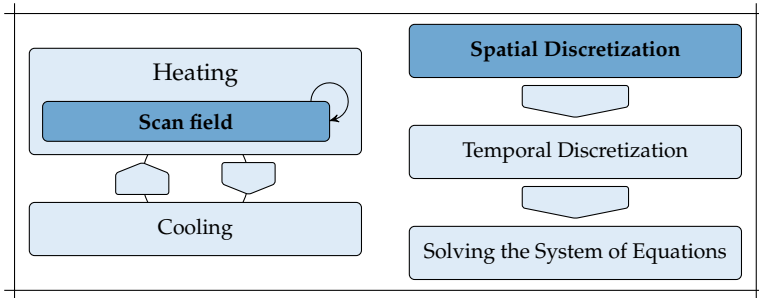 Heating
Scan field
Cooling
Spatial Discretization
Temporal Discretization
Solving the System of Equations